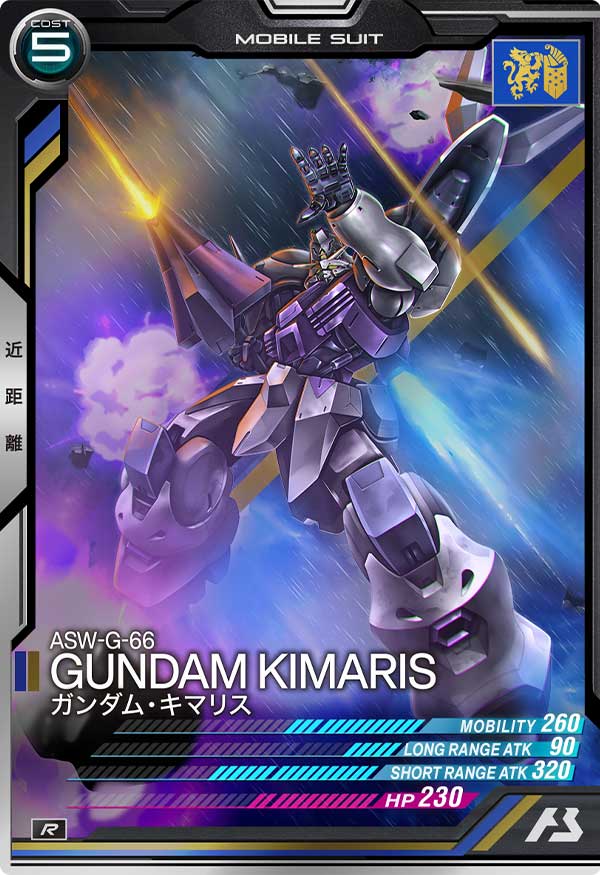 COST
5
MOBILE SUIT
近距離
ASW-G-66
GUNDAM KIMARIS
ガンダム・キマリス
MOBILITY 260
LONG RANGE ATK 90
SHORT RANGE ATK 320
HP 230
R